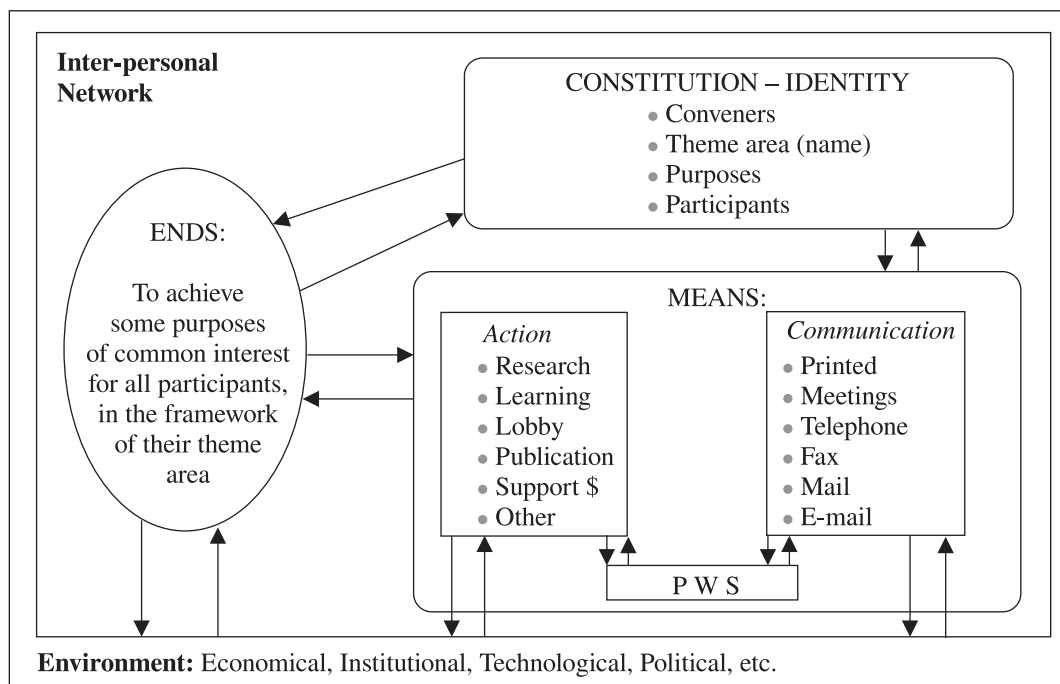 Inter-personal
Network
CONSTITUTION – IDENTITY
● Conveners
● Theme area (name)
● Purposes
● Participants
ENDS:
To achieve
some purposes
of common interest
for all participants,
in the framework
of their theme
area
MEANS:
Action
● Research
● Learning
● Lobby
● Publication
● Support $
● Other
Communication
● Printed
● Meetings
● Telephone
● Fax
● Mail
● E-mail
P W S
Environment: Economical, Institutional, Technological, Political, etc.